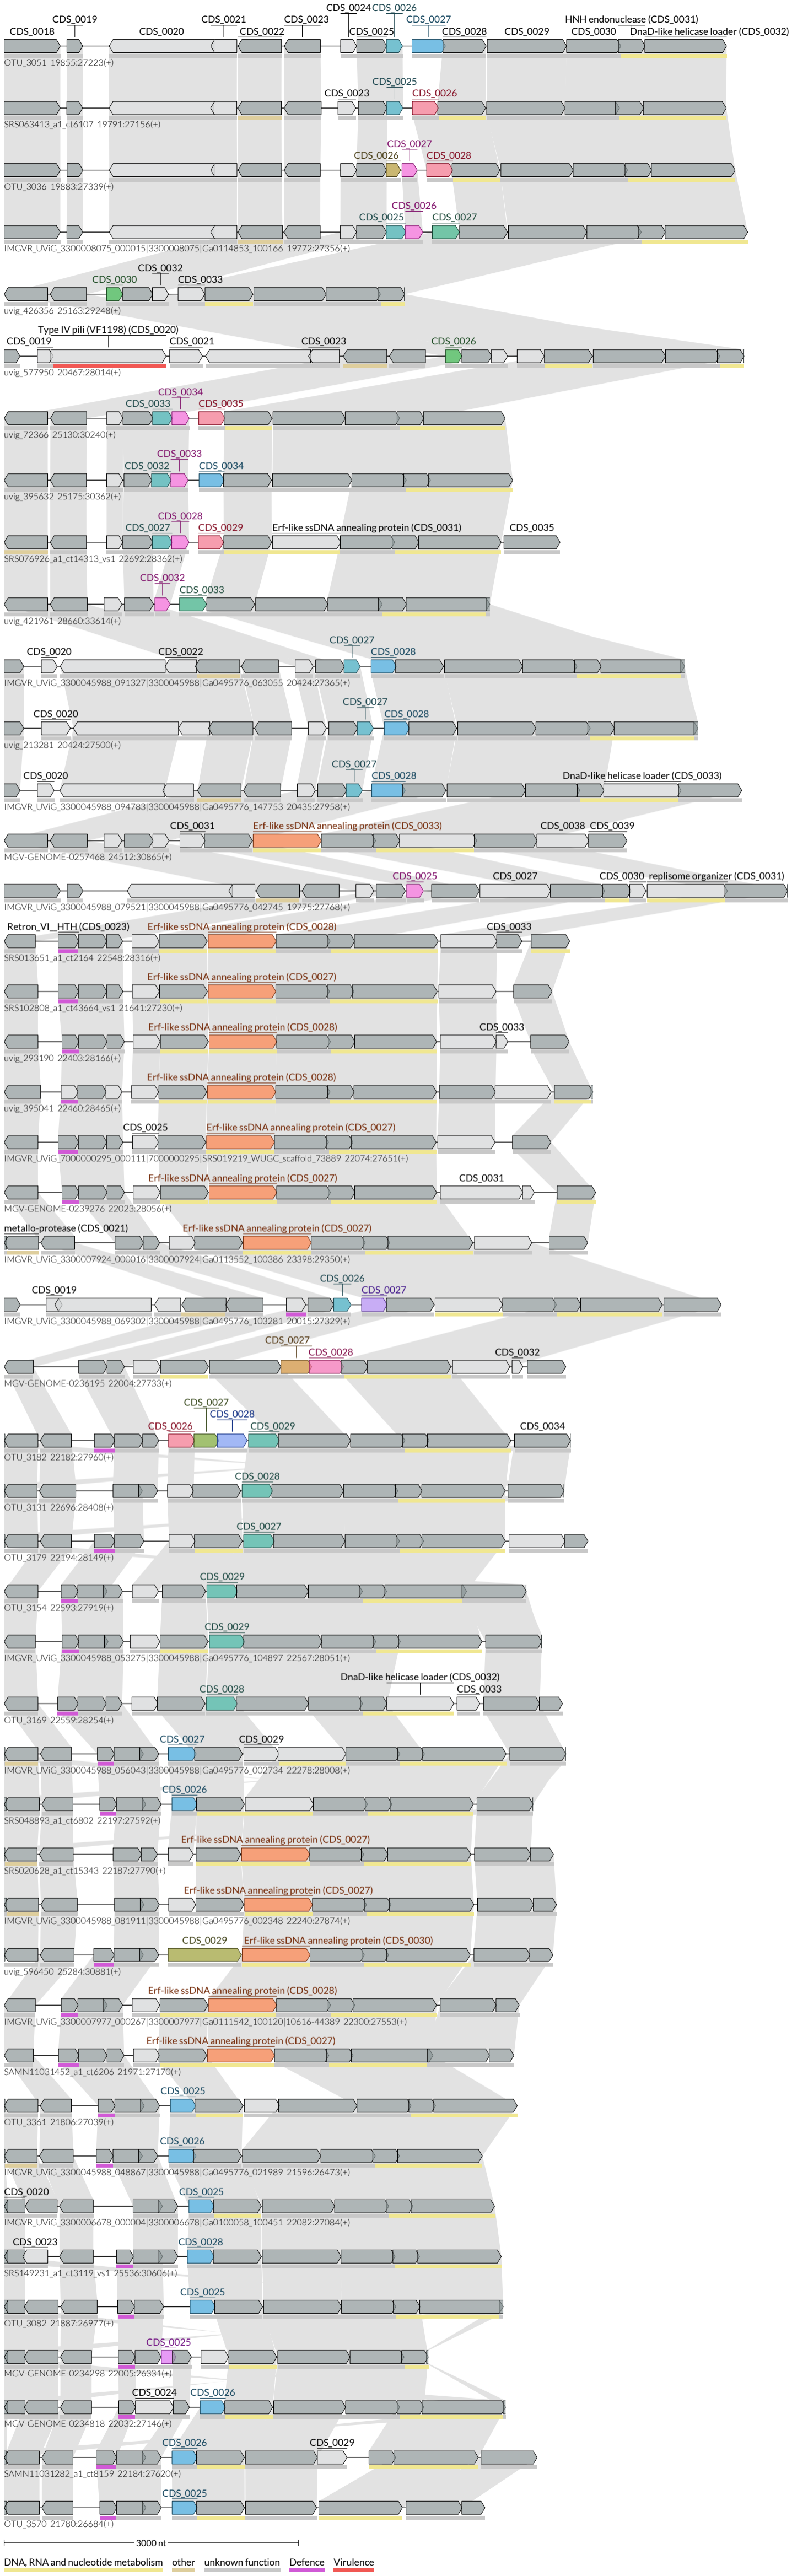 CDS_0024 CDS_0026
CDS_0019 CDS_0021 CDS_0023 CDS_0027 HNH endonuclease (CDS_0031)
CDS_0018 CDS_0020 CDS_0022 CDS_0025 CDS_0028 CDS_0029 CDS_0030 DnaD-like helicase loader (CDS_0032)
OTU_3051 19855:27223(+)
CDS_0025
CDS_0023 CDS_0026
SRS063413_a1_ct6107 19791:27156(+)
CDS_0027
CDS_0026 CDS_0028
OTU_3036 19883:27339(+)
CDS_0026
CDS_0025 CDS_0027
IMGVR_UViG_3300008075_000015|3300008075|Ga0114853_100166 19772:27356(+)
CDS_0032
CDS_0030 CDS_0033
uvig_426356 25163:29248(+)
Type IV pili (VF1198) (CDS_0020)
CDS_0019 CDS_0021 CDS_0023 CDS_0026
uvig_577950 20467:28014(+)
CDS_0034
CDS_0033 CDS_0035
uvig_72366 25130:30240(+)
CDS_0033
CDS_0032 CDS_0034
uvig_395632 25175:30362(+)
CDS_0028
CDS_0027 CDS_0029 Erf-like ssDNA annealing protein (CDS_0031) CDS_0035
SRS076926_a1_ct14313_vs1 22692:28362(+)
CDS_0032
CDS_0033
uvig_421961 28660:33614(+)
CDS_0027
CDS_0020 CDS_0022 CDS_0028
IMGVR_UViG_3300045988_091327|3300045988|Ga0495776_063055 20424:27365(+)
CDS_0027
CDS_0020 CDS_0028
uvig_213281 20424:27500(+)
CDS_0027
CDS_0020 CDS_0028 DnaD-like helicase loader (CDS_0033)
IMGVR_UViG_3300045988_094783|3300045988|Ga0495776_147753 20435:27958(+)
CDS_0031 Erf-like ssDNA annealing protein (CDS_0033) CDS_0038 CDS_0039
MGV-GENOME-0257468 24512:30865(+)
CDS_0025 CDS_0027 CDS_0030 replisome organizer (CDS_0031)
IMGVR_UViG_3300045988_079521|3300045988|Ga0495776_042745 19775:27768(+)
Retron_VI__HTH (CDS_0023) Erf-like ssDNA annealing protein (CDS_0028) CDS_0033
SRS013651_a1_ct2164 22548:28316(+)
Erf-like ssDNA annealing protein (CDS_0027)
SRS102808_a1_ct43664_vs1 21641:27230(+)
Erf-like ssDNA annealing protein (CDS_0028) CDS_0033
uvig_293190 22403:28166(+)
Erf-like ssDNA annealing protein (CDS_0028)
uvig_395041 22460:28465(+)
CDS_0025 Erf-like ssDNA annealing protein (CDS_0027)
IMGVR_UViG_7000000295_000111|7000000295|SRS019219_WUGC_scaffold_73889 22074:27651(+)
Erf-like ssDNA annealing protein (CDS_0027) CDS_0031
MGV-GENOME-0239276 22023:28056(+)
metallo-protease (CDS_0021) Erf-like ssDNA annealing protein (CDS_0027)
IMGVR_UViG_3300007924_000016|3300007924|Ga0113552_100386 23398:29350(+)
CDS_0026
CDS_0019 CDS_0027
IMGVR_UViG_3300045988_069302|3300045988|Ga0495776_103281 20015:27329(+)
CDS_0027
CDS_0028 CDS_0032
MGV-GENOME-0236195 22004:27733(+)
CDS_0027
CDS_0028
CDS_0026 CDS_0029 CDS_0034
OTU_3182 22182:27960(+)
CDS_0028
OTU_3131 22696:28408(+)
CDS_0027
OTU_3179 22194:28149(+)
CDS_0029
OTU_3154 22593:27919(+)
CDS_0029
IMGVR_UViG_3300045988_053275|3300045988|Ga0495776_104897 22567:28051(+)
DnaD-like helicase loader (CDS_0032)
CDS_0028 CDS_0033
OTU_3169 22559:28254(+)
CDS_0027 CDS_0029
IMGVR_UViG_3300045988_056043|3300045988|Ga0495776_002734 22278:28008(+)
CDS_0026
SRS048893_a1_ct6802 22197:27592(+)
Erf-like ssDNA annealing protein (CDS_0027)
SRS020628_a1_ct15343 22187:27790(+)
Erf-like ssDNA annealing protein (CDS_0027)
IMGVR_UViG_3300045988_081911|3300045988|Ga0495776_002348 22240:27874(+)
CDS_0029 Erf-like ssDNA annealing protein (CDS_0030)
uvig_596450 25284:30881(+)
Erf-like ssDNA annealing protein (CDS_0028)
IMGVR_UViG_3300007977_000267|3300007977|Ga0111542_100120|10616-44389 22300:27553(+)
Erf-like ssDNA annealing protein (CDS_0027)
SAMN11031452_a1_ct6206 21971:27170(+)
CDS_0025
OTU_3361 21806:27039(+)
CDS_0026
IMGVR_UViG_3300045988_048867|3300045988|Ga0495776_021989 21596:26473(+)
CDS_0020 CDS_0025
IMGVR_UViG_3300006678_000004|3300006678|Ga0100058_100451 22082:27084(+)
CDS_0023 CDS_0028
SRS149231_a1_ct3119_vs1 25536:30606(+)
CDS_0025
OTU_3082 21887:26977(+)
CDS_0025
MGV-GENOME-0234298 22005:26331(+)
CDS_0024 CDS_0026
MGV-GENOME-0234818 22032:27146(+)
CDS_0026 CDS_0029
SAMN11031282_a1_ct8159 22184:27620(+)
CDS_0025
OTU_3570 21780:26684(+)
3000 nt
DNA, RNA and nucleotide metabolism other unknown function Defence Virulence